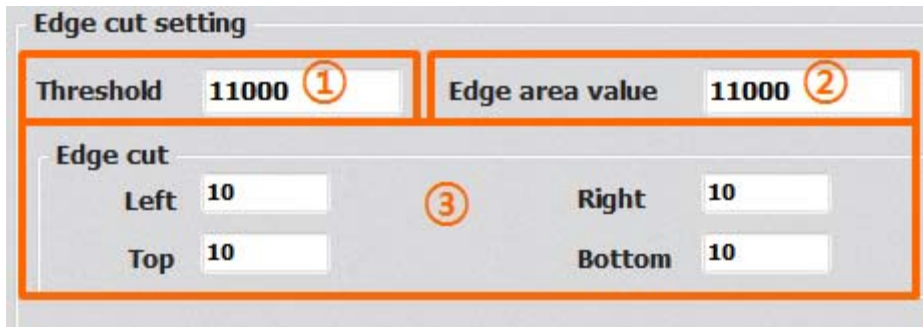 Edge cut setting
Threshold 11000 ① Edge area value 11000 ②
Edge cut
Left 10 ③ Right 10
Top 10 Bottom 10